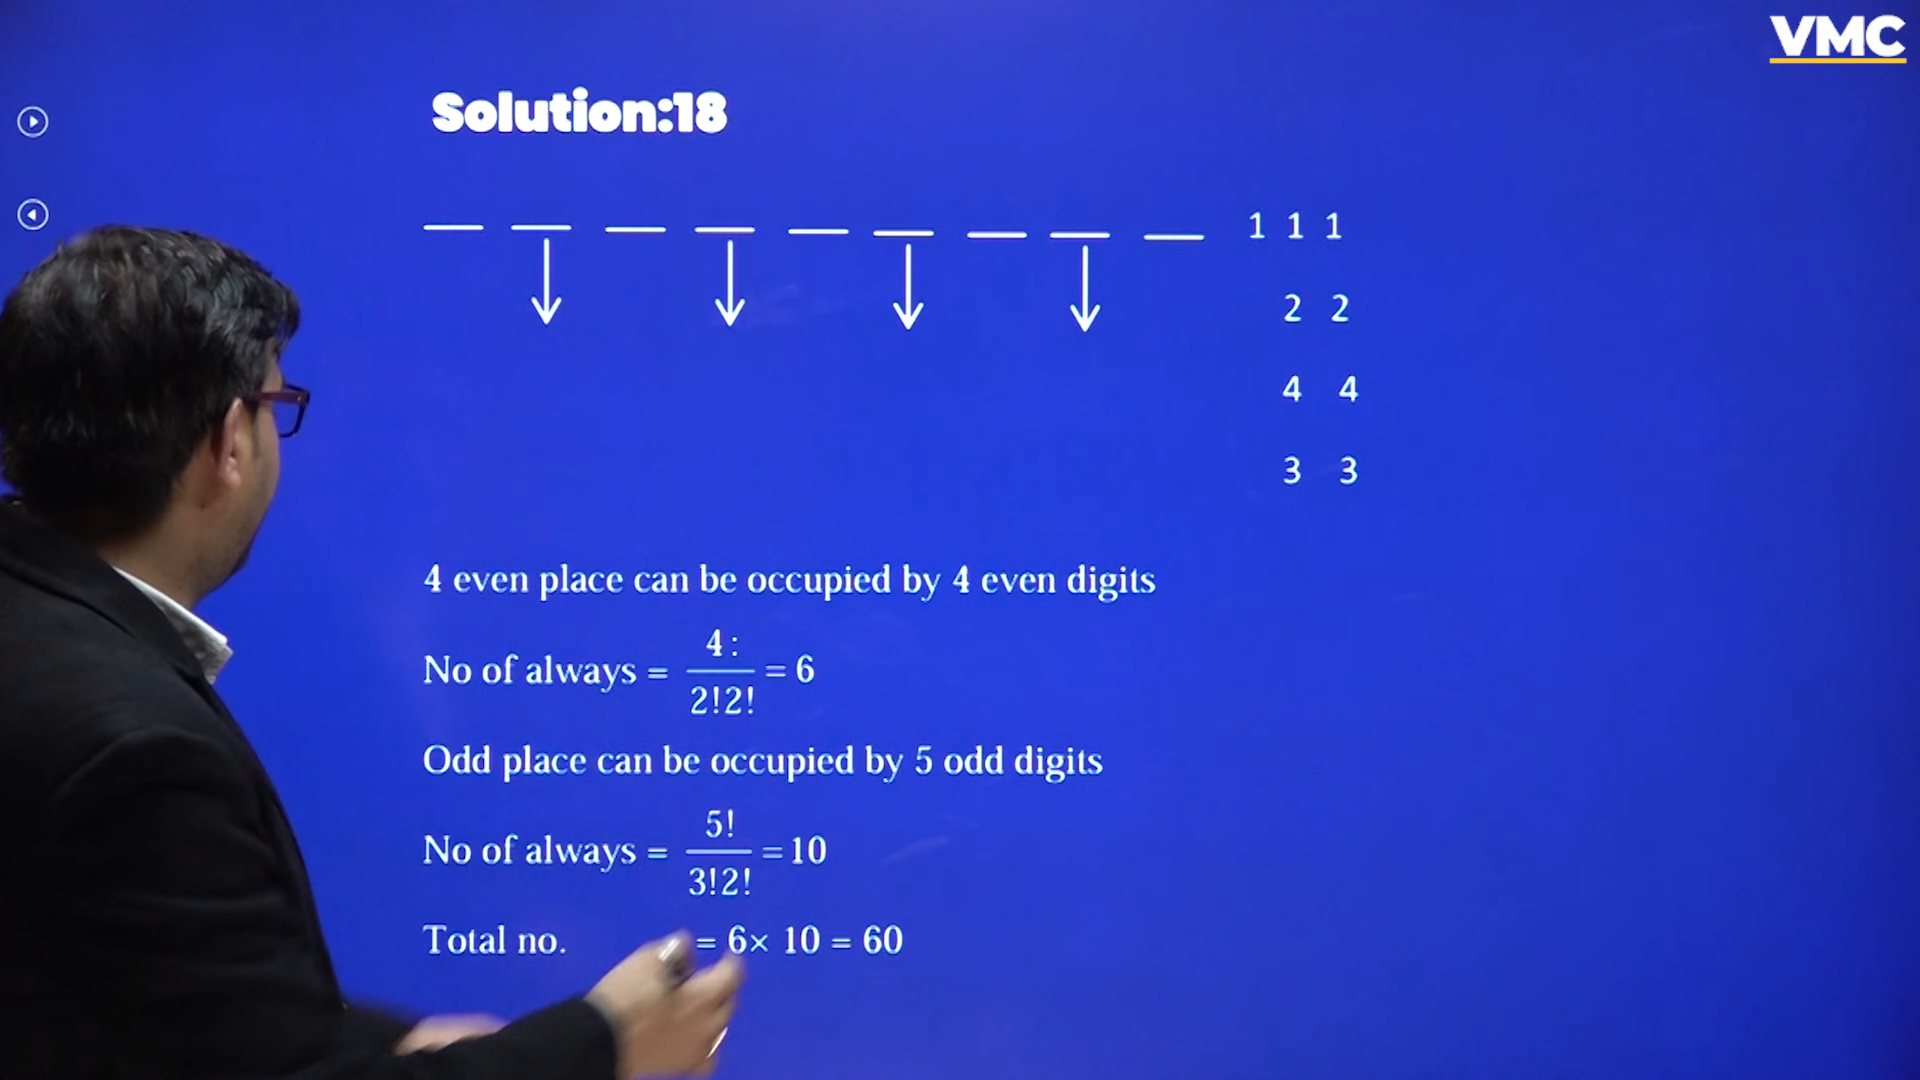 VMC
Solution:18
1 1 1
2 2
4 4
3 3
4 even place can be occupied by 4 even digits
No of always = 4: / 2!2! = 6
Odd place can be occupied by 5 odd digits
No of always = 5! / 3!2! = 10
Total no. = 6× 10 = 60